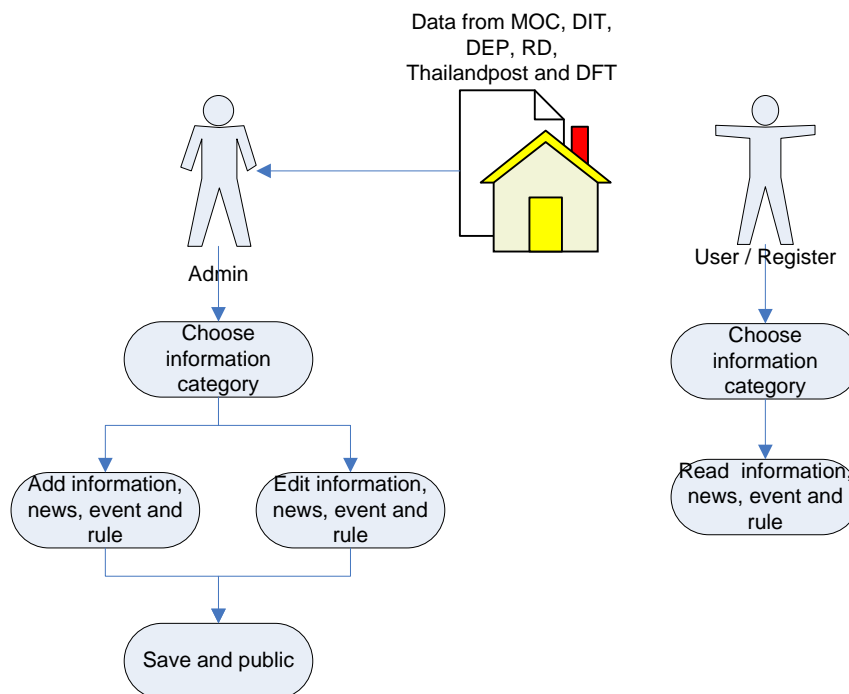 Data from MOC, DIT,
DEP, RD,
Thailandpost and DFT
Admin
User / Register
Choose
information
category
Choose
information
category
Add information,
news, event and
rule
Edit information,
news, event and
rule
Read  information,
news, event and
rule
Save and public